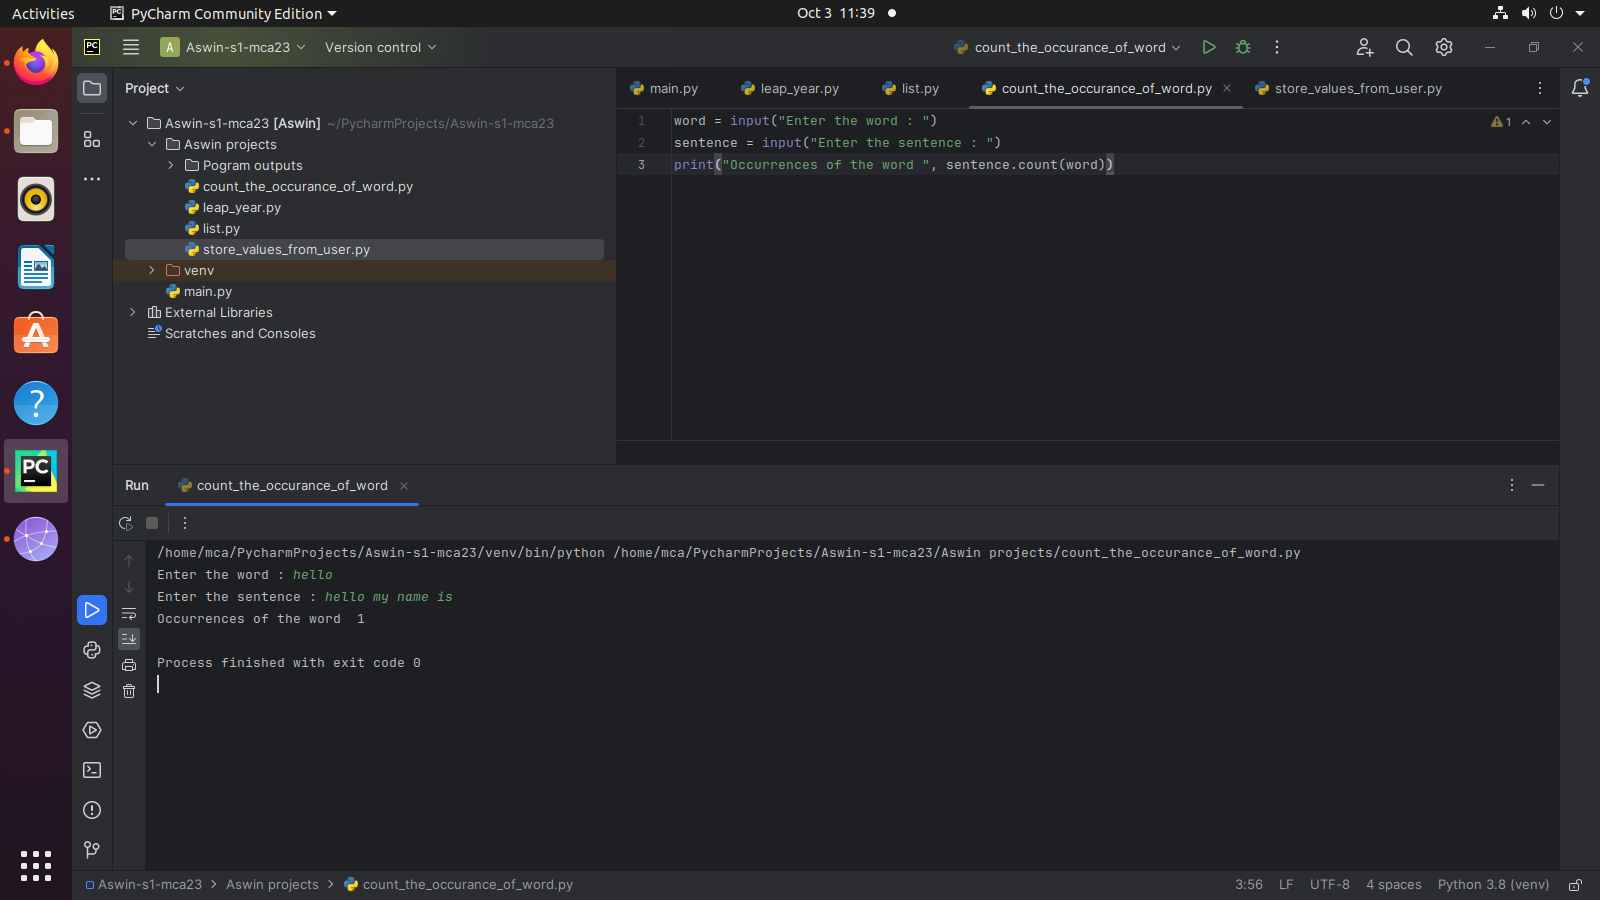 Activities PyCharm Community Edition Oct 3 11:39
PC A Aswin-s1-mca23 Version control count_the_occurance_of_word
Project
main.py leap_year.py list.py count_the_occurance_of_word.py store_values_from_user.py
Aswin-s1-mca23 [Aswin] ~/PycharmProjects/Aswin-s1-mca23
Aswin projects
Pogram outputs
count_the_occurance_of_word.py
leap_year.py
list.py
store_values_from_user.py
venv
main.py
External Libraries
Scratches and Consoles
1 word = input("Enter the word : ")
2 sentence = input("Enter the sentence : ")
3 print("Occurrences of the word ", sentence.count(word))
1
PC
Run count_the_occurance_of_word
/home/mca/PycharmProjects/Aswin-s1-mca23/venv/bin/python /home/mca/PycharmProjects/Aswin-s1-mca23/Aswin projects/count_the_occurance_of_word.py
Enter the word : hello
Enter the sentence : hello my name is
Occurrences of the word  1
Process finished with exit code 0
Aswin-s1-mca23 > Aswin projects > count_the_occurance_of_word.py 3:56 LF UTF-8 4 spaces Python 3.8 (venv)